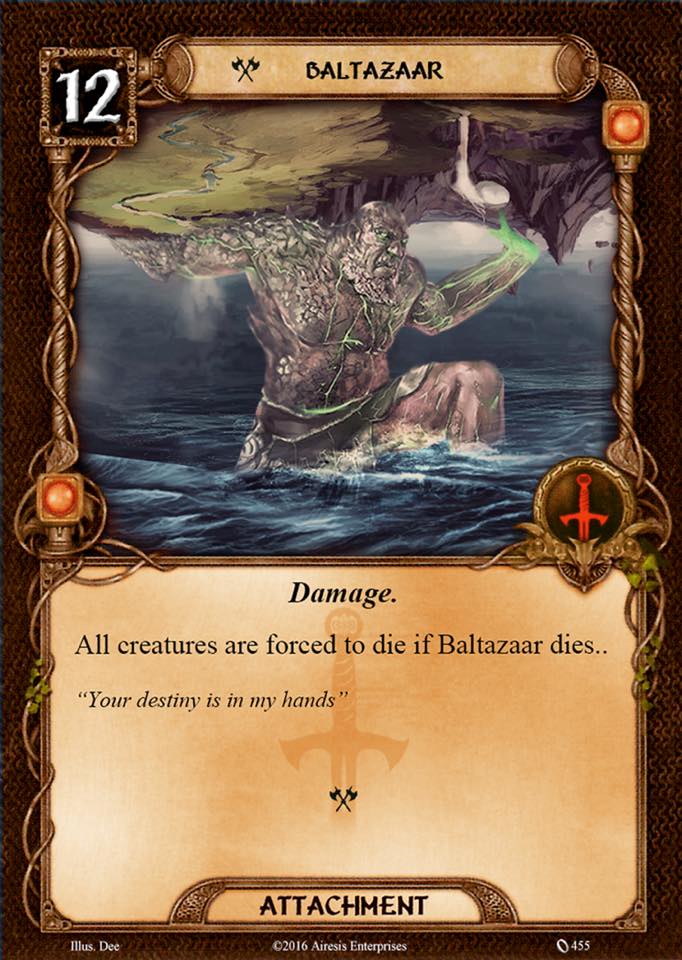 12
BALTAZAAR
Damage.
All creatures are forced to die if Baltazaar dies..
“Your destiny is in my hands”
ATTACHMENT
Illus. Dee
©2016 Airesis Enterprises
455